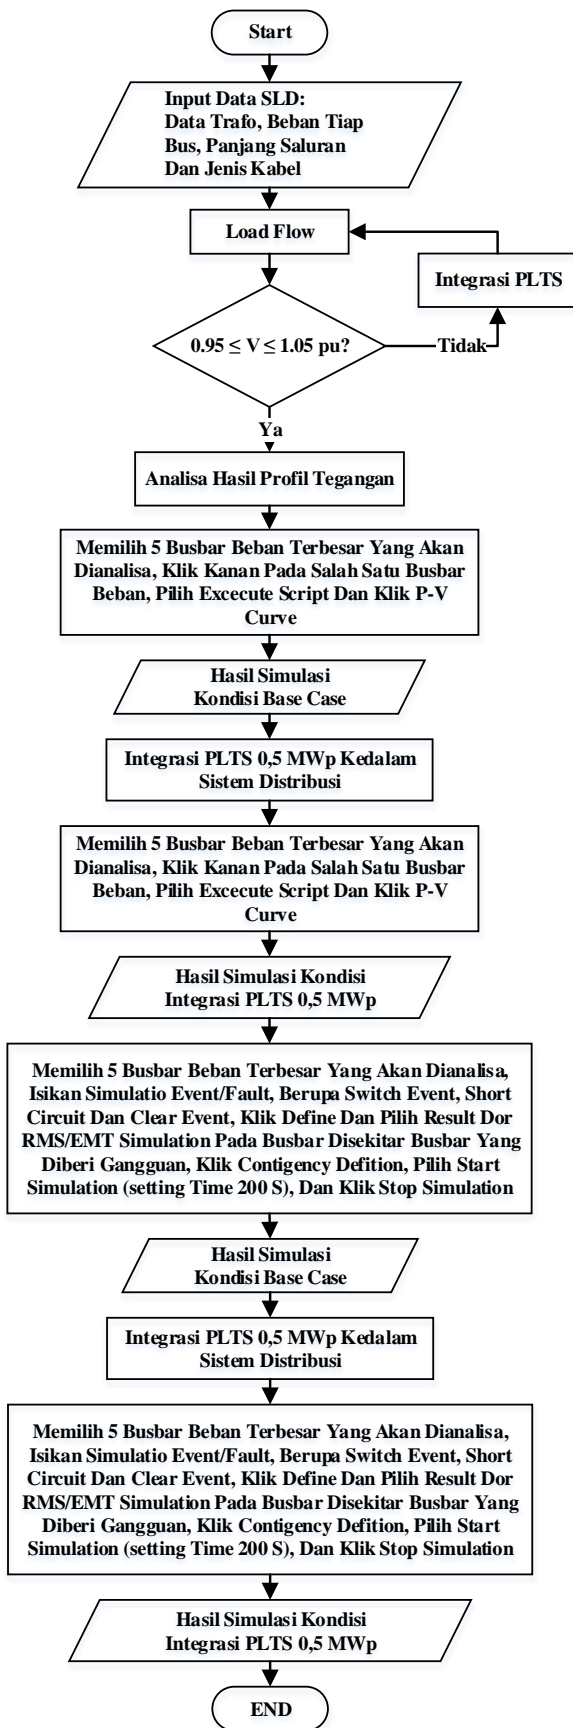 Start
Input Data SLD:
Data Trafo, Beban Tiap
Bus, Panjang Saluran
Dan Jenis Kabel
Load Flow
Integrasi PLTS
0.95 ≤ V ≤ 1.05 pu?
Tidak
Ya
Analisa Hasil Profil Tegangan
Memilih 5 Busbar Beban Terbesar Yang Akan
Dianalisa, Klik Kanan Pada Salah Satu Busbar
Beban, Pilih Excecute Script Dan Klik P-V
Curve
Hasil Simulasi
Kondisi Base Case
Integrasi PLTS 0,5 MWp Kedalam
Sistem Distribusi
Memilih 5 Busbar Beban Terbesar Yang Akan
Dianalisa, Klik Kanan Pada Salah Satu Busbar
Beban, Pilih Excecute Script Dan Klik P-V
Curve
Hasil Simulasi Kondisi
Integrasi PLTS 0,5 MWp
Memilih 5 Busbar Beban Terbesar Yang Akan Dianalisa,
Isikan Simulatio Event/Fault, Berupa Switch Event, Short
Circuit Dan Clear Event, Klik Define Dan Pilih Result Dor
RMS/EMT Simulation Pada Busbar Disekitar Busbar Yang
Diberi Gangguan, Klik Contigency Defition, Pilih Start
Simulation (setting Time 200 S), Dan Klik Stop Simulation
Hasil Simulasi
Kondisi Base Case
Integrasi PLTS 0,5 MWp Kedalam
Sistem Distribusi
Memilih 5 Busbar Beban Terbesar Yang Akan Dianalisa,
Isikan Simulatio Event/Fault, Berupa Switch Event, Short
Circuit Dan Clear Event, Klik Define Dan Pilih Result Dor
RMS/EMT Simulation Pada Busbar Disekitar Busbar Yang
Diberi Gangguan, Klik Contigency Defition, Pilih Start
Simulation (setting Time 200 S), Dan Klik Stop Simulation
Hasil Simulasi Kondisi
Integrasi PLTS 0,5 MWp
END